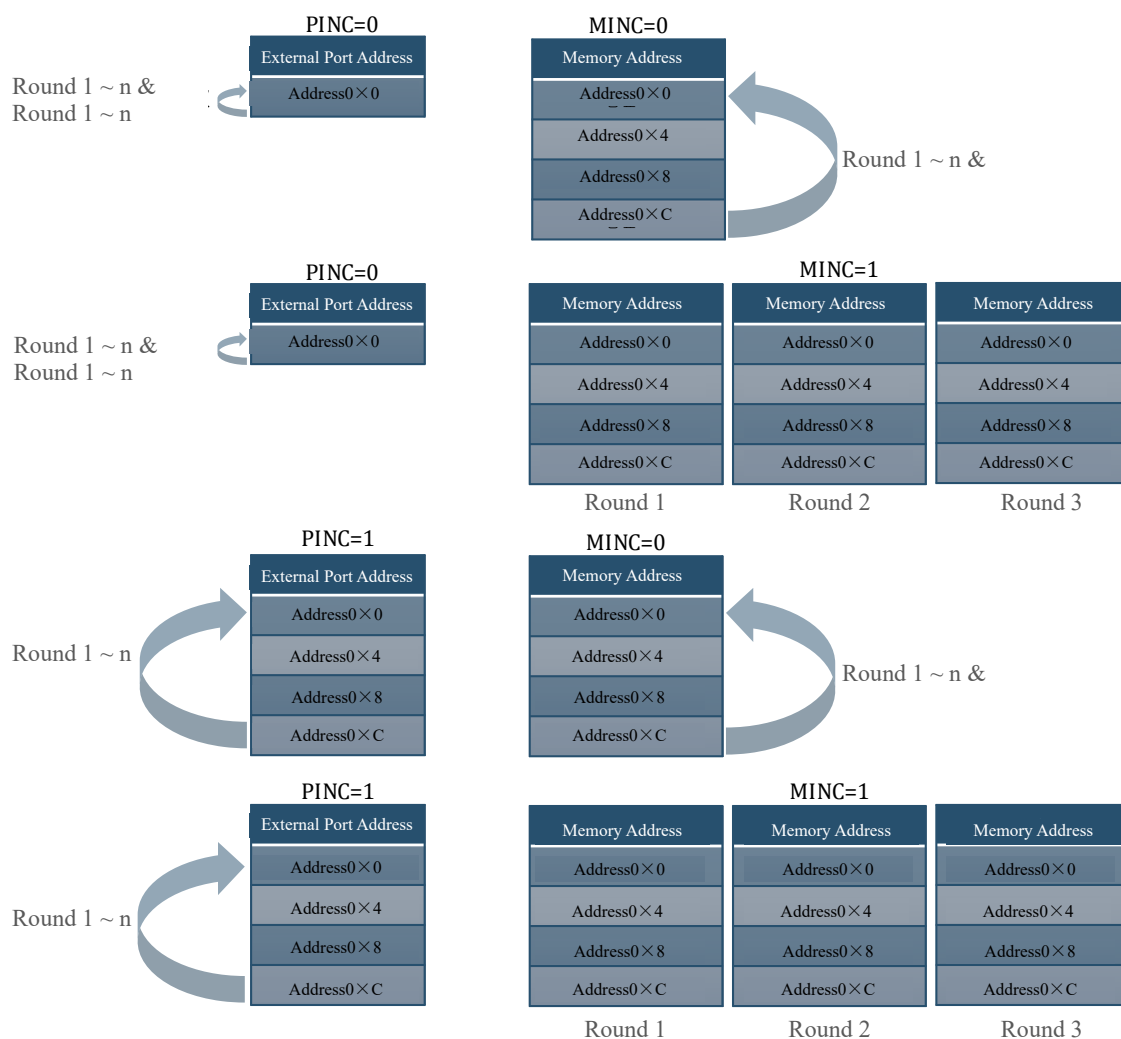 PINC=0
MINC=0
External Port Address
Memory Address
Round 1 ~ n &
Round 1 ~ n
Address0×0
Address0×0
Address0×4
Address0×8
Address0×C
Round 1 ~ n &
PINC=0
MINC=1
External Port Address
Memory Address
Memory Address
Memory Address
Round 1 ~ n &
Round 1 ~ n
Address0×0
Address0×0
Address0×0
Address0×0
Address0×4
Address0×4
Address0×4
Address0×8
Address0×8
Address0×8
Address0×C
Address0×C
Address0×C
Round 1
Round 2
Round 3
PINC=1
MINC=0
External Port Address
Memory Address
Round 1 ~ n
Address0×0
Address0×4
Address0×8
Address0×C
Address0×0
Address0×4
Address0×8
Address0×C
Round 1 ~ n &
PINC=1
MINC=1
External Port Address
Memory Address
Memory Address
Memory Address
Round 1 ~ n
Address0×0
Address0×4
Address0×8
Address0×C
Address0×0
Address0×0
Address0×0
Address0×4
Address0×4
Address0×4
Address0×8
Address0×8
Address0×8
Address0×C
Address0×C
Address0×C
Round 1
Round 2
Round 3